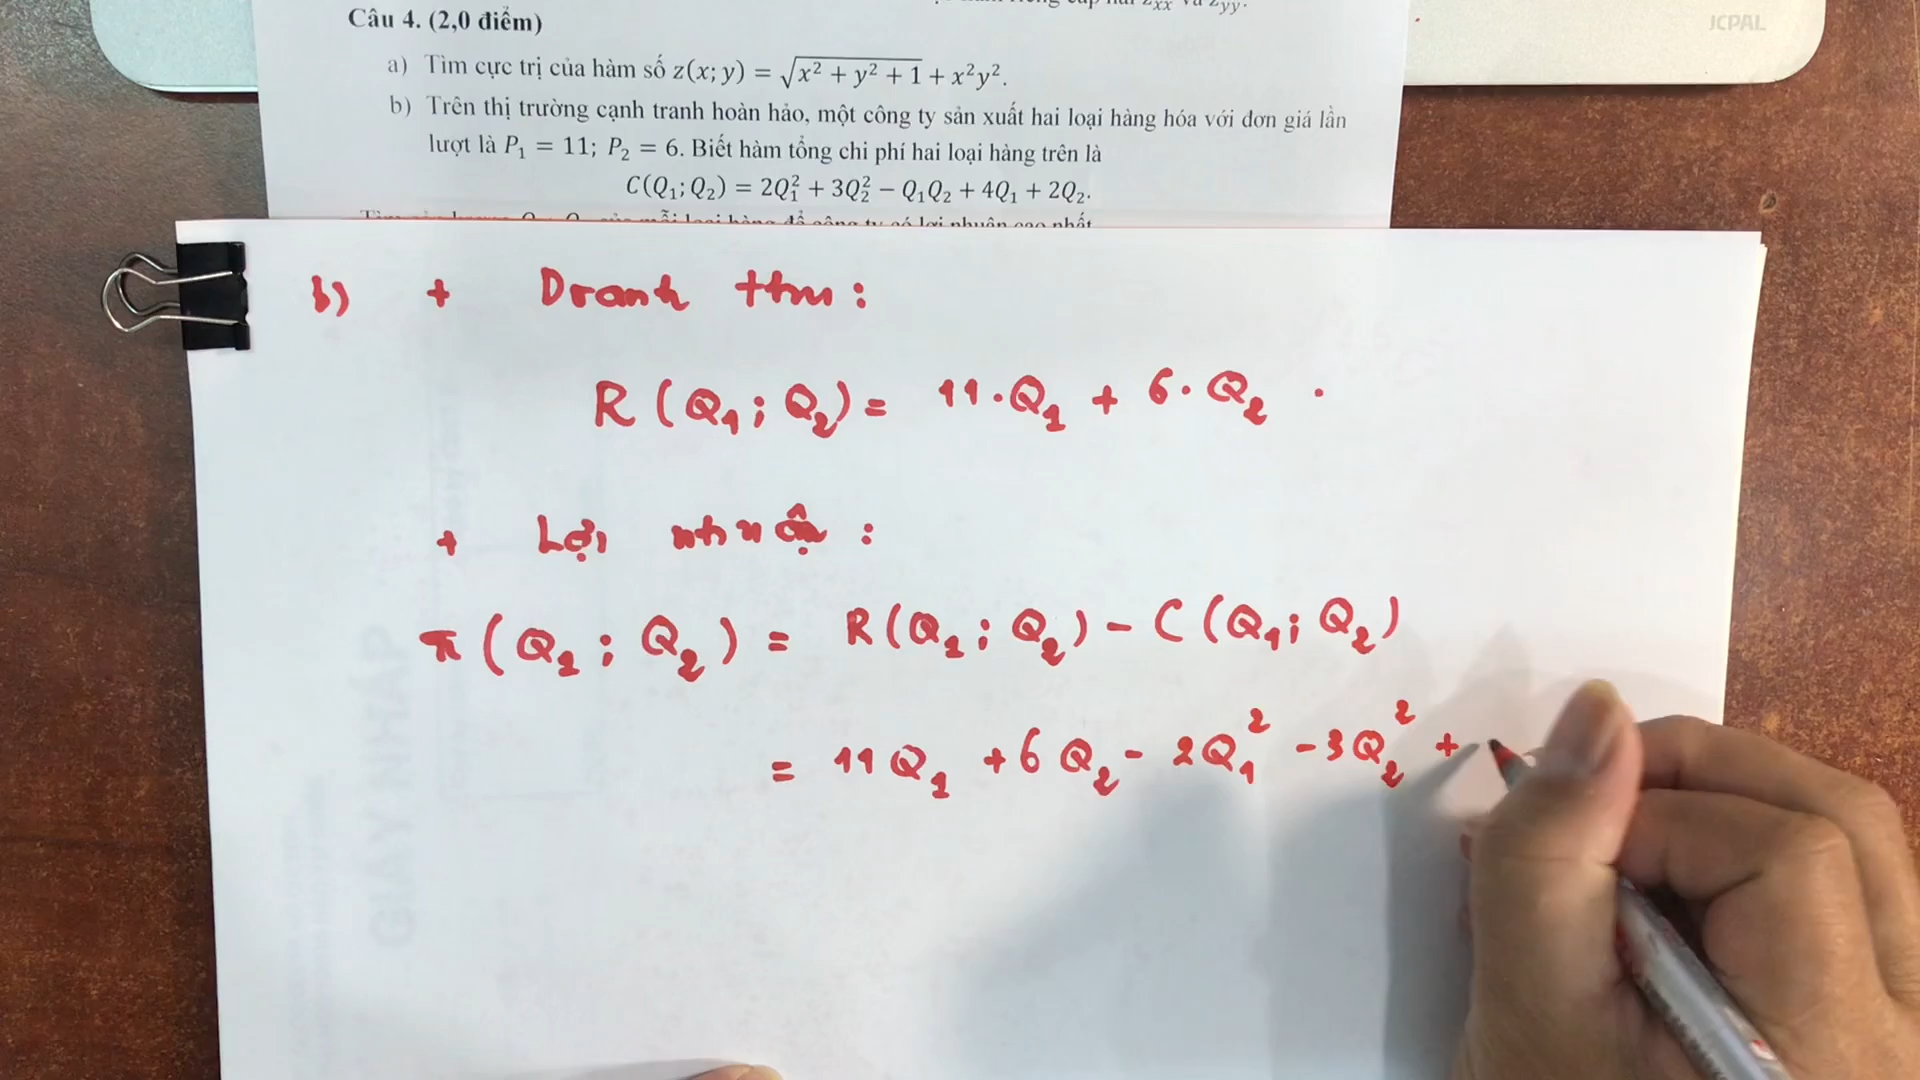 JCPAL
Câu 4. (2,0 điểm)
a) Tìm cực trị của hàm số z(x; y) = √(x² + y² + 1) + x²y².
b) Trên thị trường cạnh tranh hoàn hảo, một công ty sản xuất hai loại hàng hóa với đơn giá lần
lượt là P₁ = 11; P₂ = 6. Biết hàm tổng chi phí hai loại hàng trên là
C(Q₁; Q₂) = 2Q₁² + 3Q₂² − Q₁Q₂ + 4Q₁ + 2Q₂.
b) + Doanh thu:
R(Q₁; Q₂) = 11.Q₁ + 6.Q₂ .
+ Lợi nhuận:
π(Q₁; Q₂) = R(Q₁; Q₂) - C(Q₁; Q₂)
= 11Q₁ + 6Q₂ - 2Q₁² - 3Q₂² +
GIẤY NHÁP